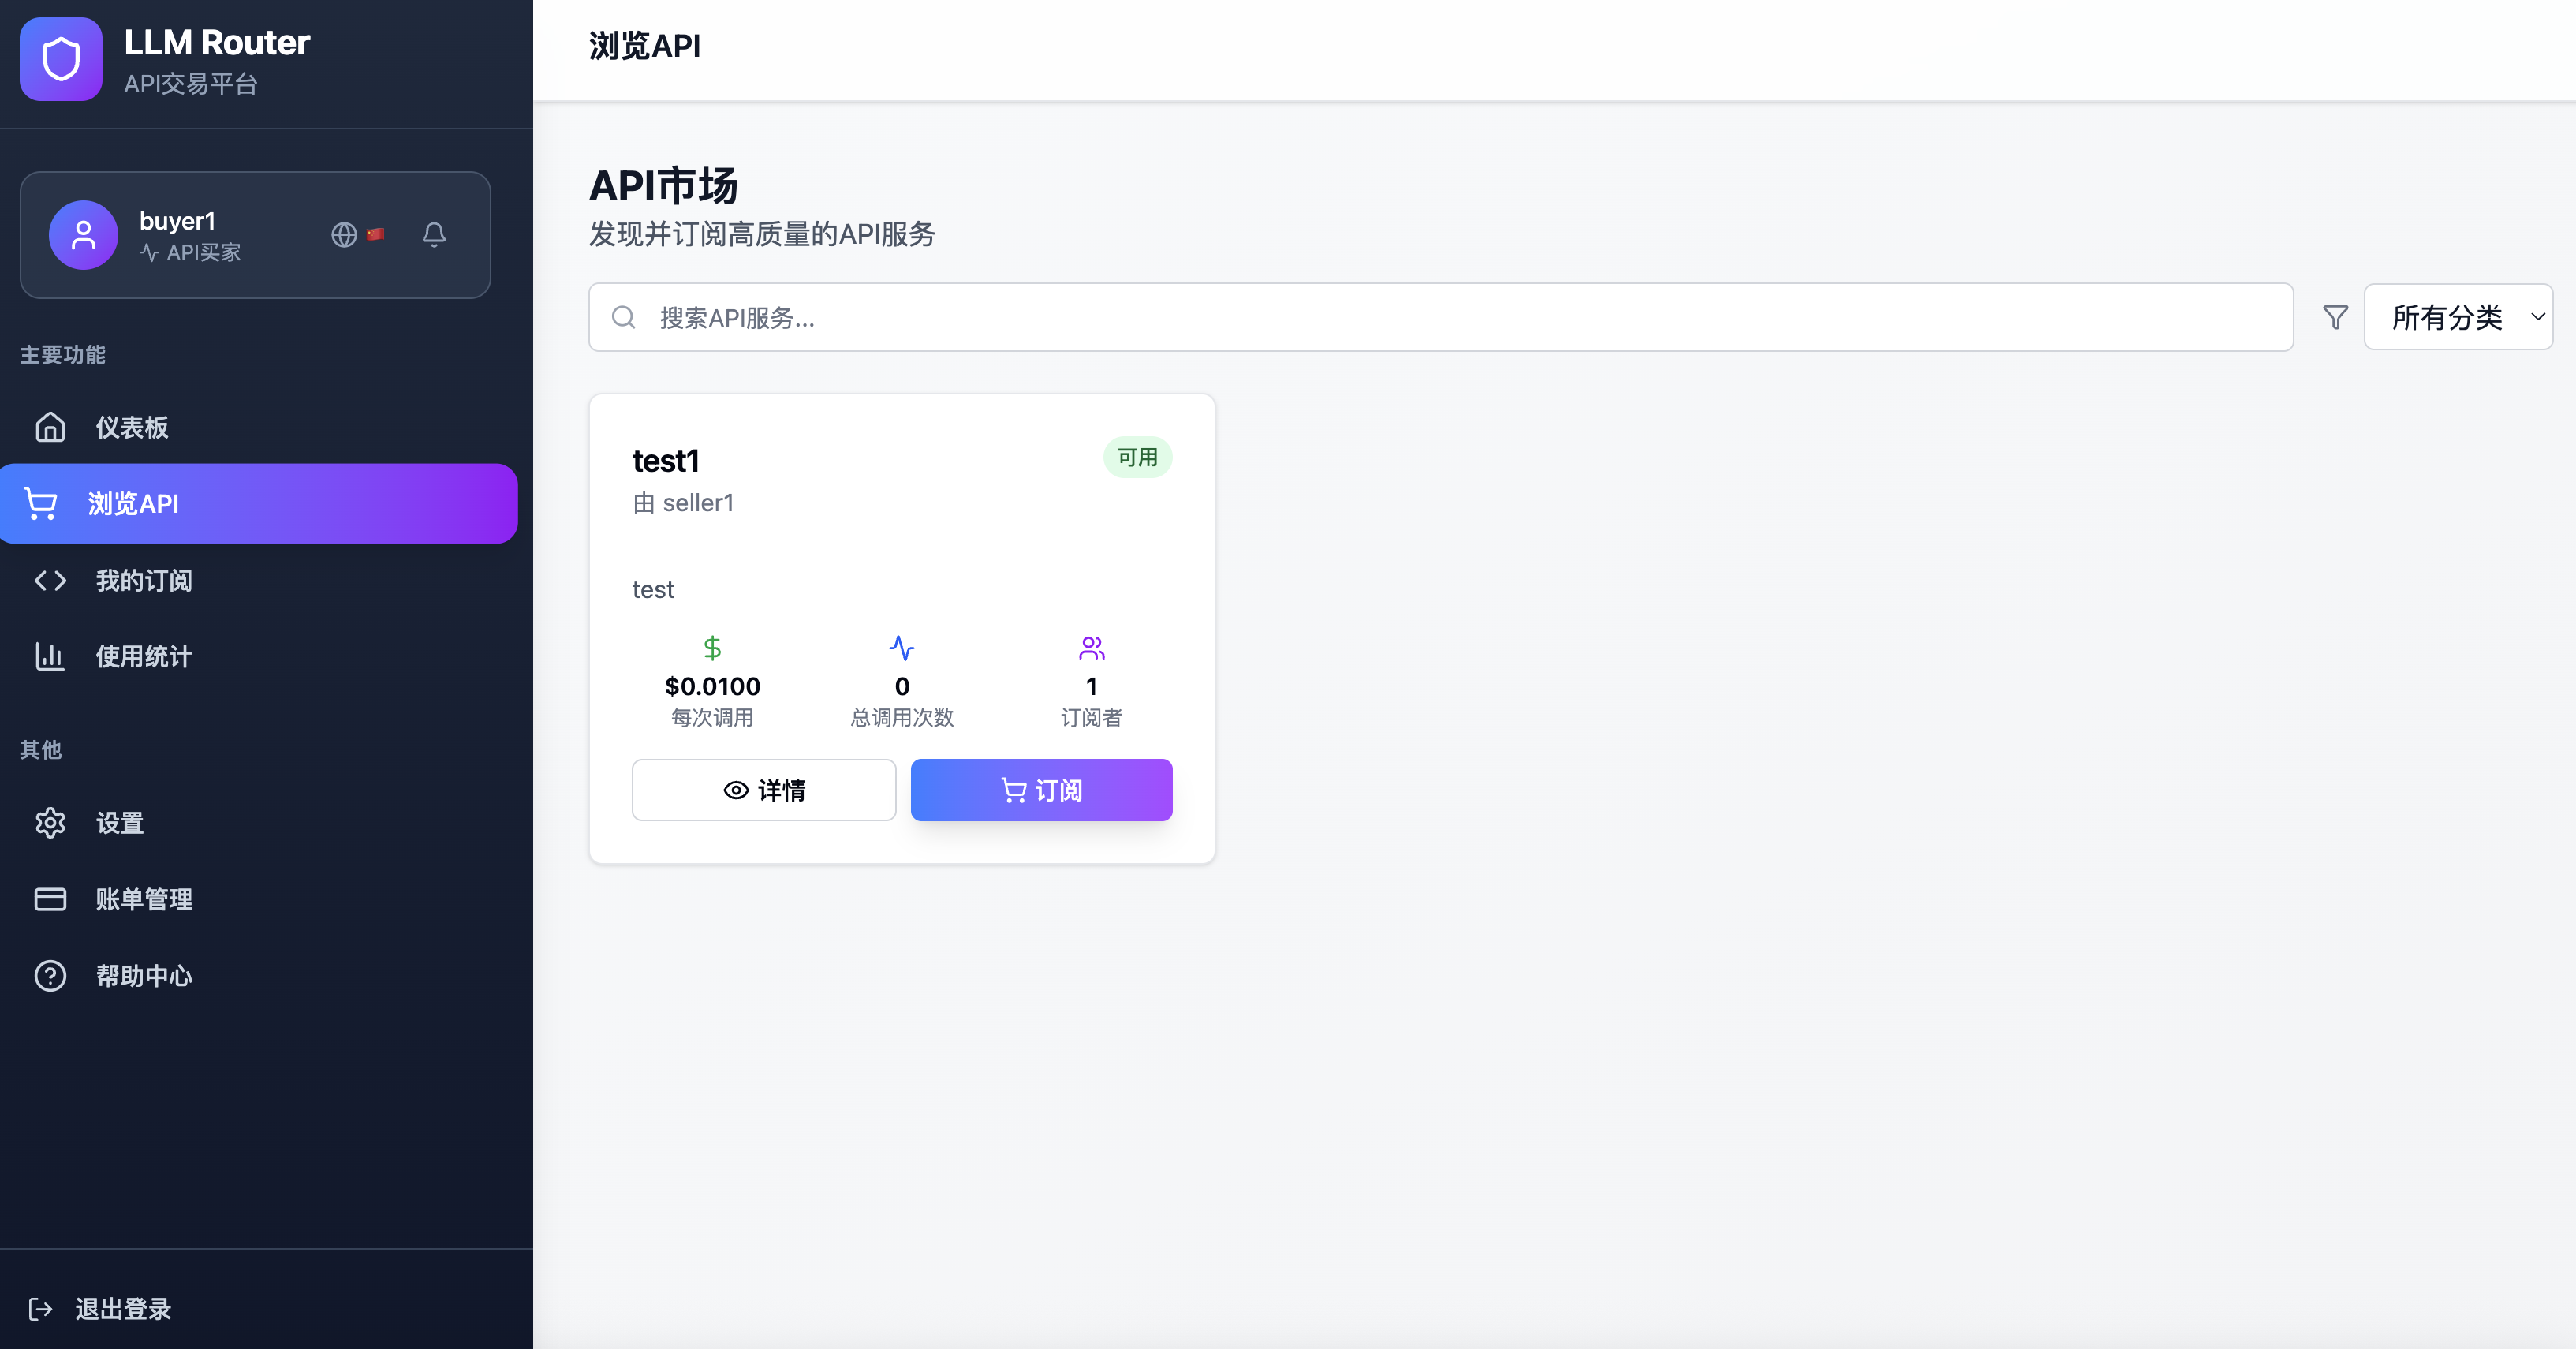 LLM Router
API交易平台
buyer1
API买家
主要功能
仪表板
浏览API
我的订阅
使用统计
其他
设置
账单管理
帮助中心
退出登录
浏览API
API市场
发现并订阅高质量的API服务
搜索API服务...
所有分类
test1
可用
由 seller1
test
$0.0100
0
1
每次调用
总调用次数
订阅者
详情
订阅